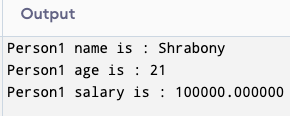 Output
Person1 name is : Shrabony
Person1 age is : 21
Person1 salary is : 100000.000000